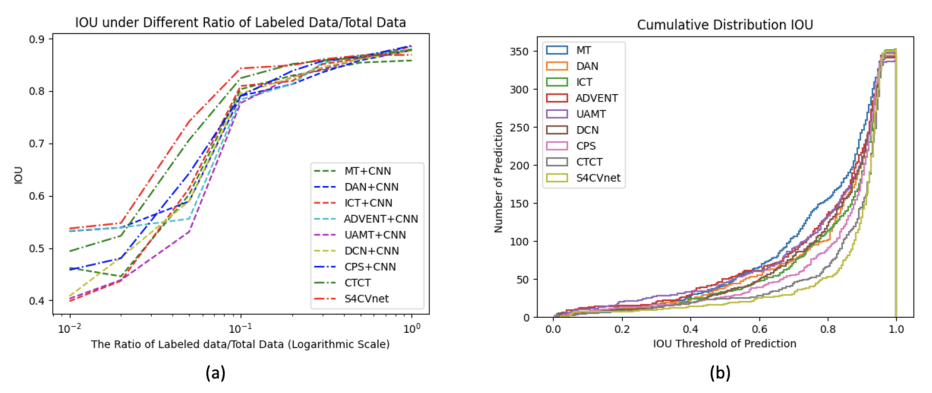 IOU under Different Ratio of Labeled Data/Total Data
0.9
0.8
0.7
0.6
0.5
0.4
IOU
MT+CNN
DAN+CNN
ICT+CNN
ADVENT+CNN
UAMT+CNN
DCN+CNN
CPS+CNN
CTCT
S4CVnet
10⁻² 10⁻¹ 10⁰
The Ratio of Labeled data/Total Data (Logarithmic Scale)
(a)
Cumulative Distribution IOU
350
300
250
200
150
100
50
0
Number of Prediction
MT
DAN
ICT
ADVENT
UAMT
DCN
CPS
CTCT
S4CVnet
0.0 0.2 0.4 0.6 0.8 1.0
IOU Threshold of Prediction
(b)